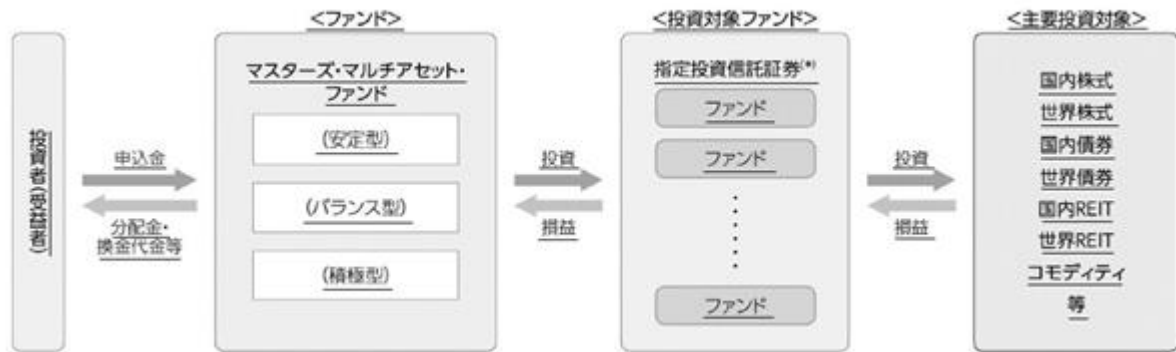 <ファンド>
<投資対象ファンド>
<主要投資対象>
投資者(受益者)
申込金
分配金・
換金代金等
マスターズ・マルチアセット・
ファンド
(安定型)
(バランス型)
(積極型)
投資
損益
指定投資信託証券(*)
ファンド
ファンド
ファンド
投資
損益
国内株式
世界株式
国内債券
世界債券
国内REIT
世界REIT
コモディティ
等